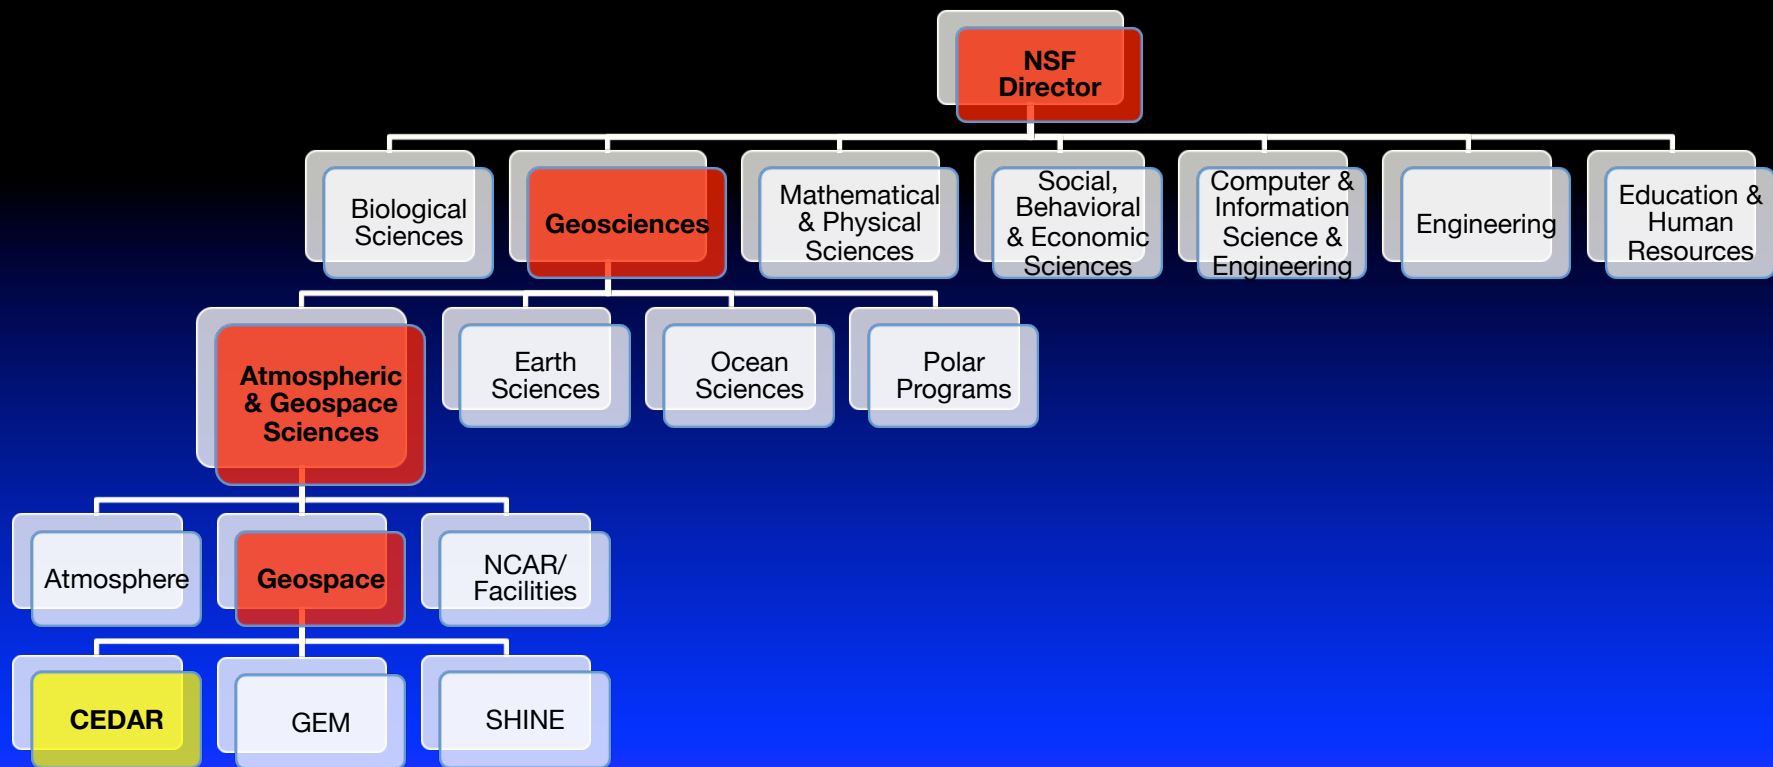 NSF
Director
Biological
Sciences
Geosciences
Mathematical
& Physical
Sciences
Social,
Behavioral
& Economic
Sciences
Computer &
Information
Science &
Engineering
Engineering
Education &
Human
Resources
Atmospheric
& Geospace
Sciences
Earth
Sciences
Ocean
Sciences
Polar
Programs
Atmosphere
Geospace
NCAR/
Facilities
CEDAR
GEM
SHINE